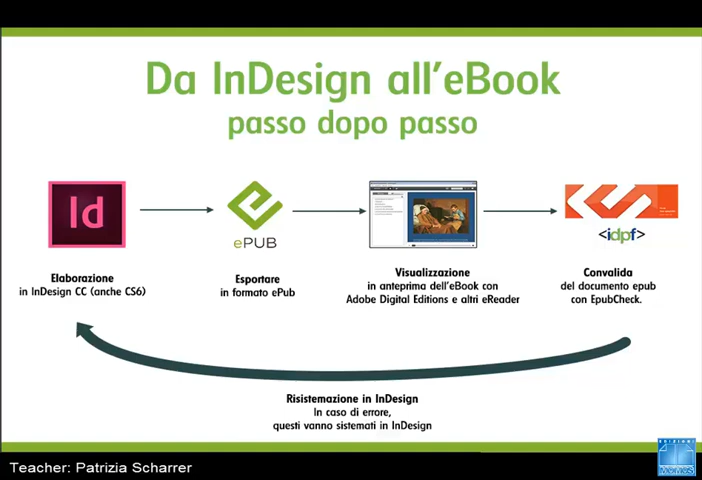 Da InDesign all'eBook
passo dopo passo
Id
ePUB
<idpf>
Elaborazione
in InDesign CC (anche CS6)
Esportare
in formato ePub
Visualizzazione
in anteprima dell'eBook con
Adobe Digital Editions e altri eReader
Convalida
del documento epub
con EpubCheck.
Risistemazione in InDesign
In caso di errore,
questi vanno sistemati in InDesign
EDIZIONI
Teacher: Patrizia Scharrer